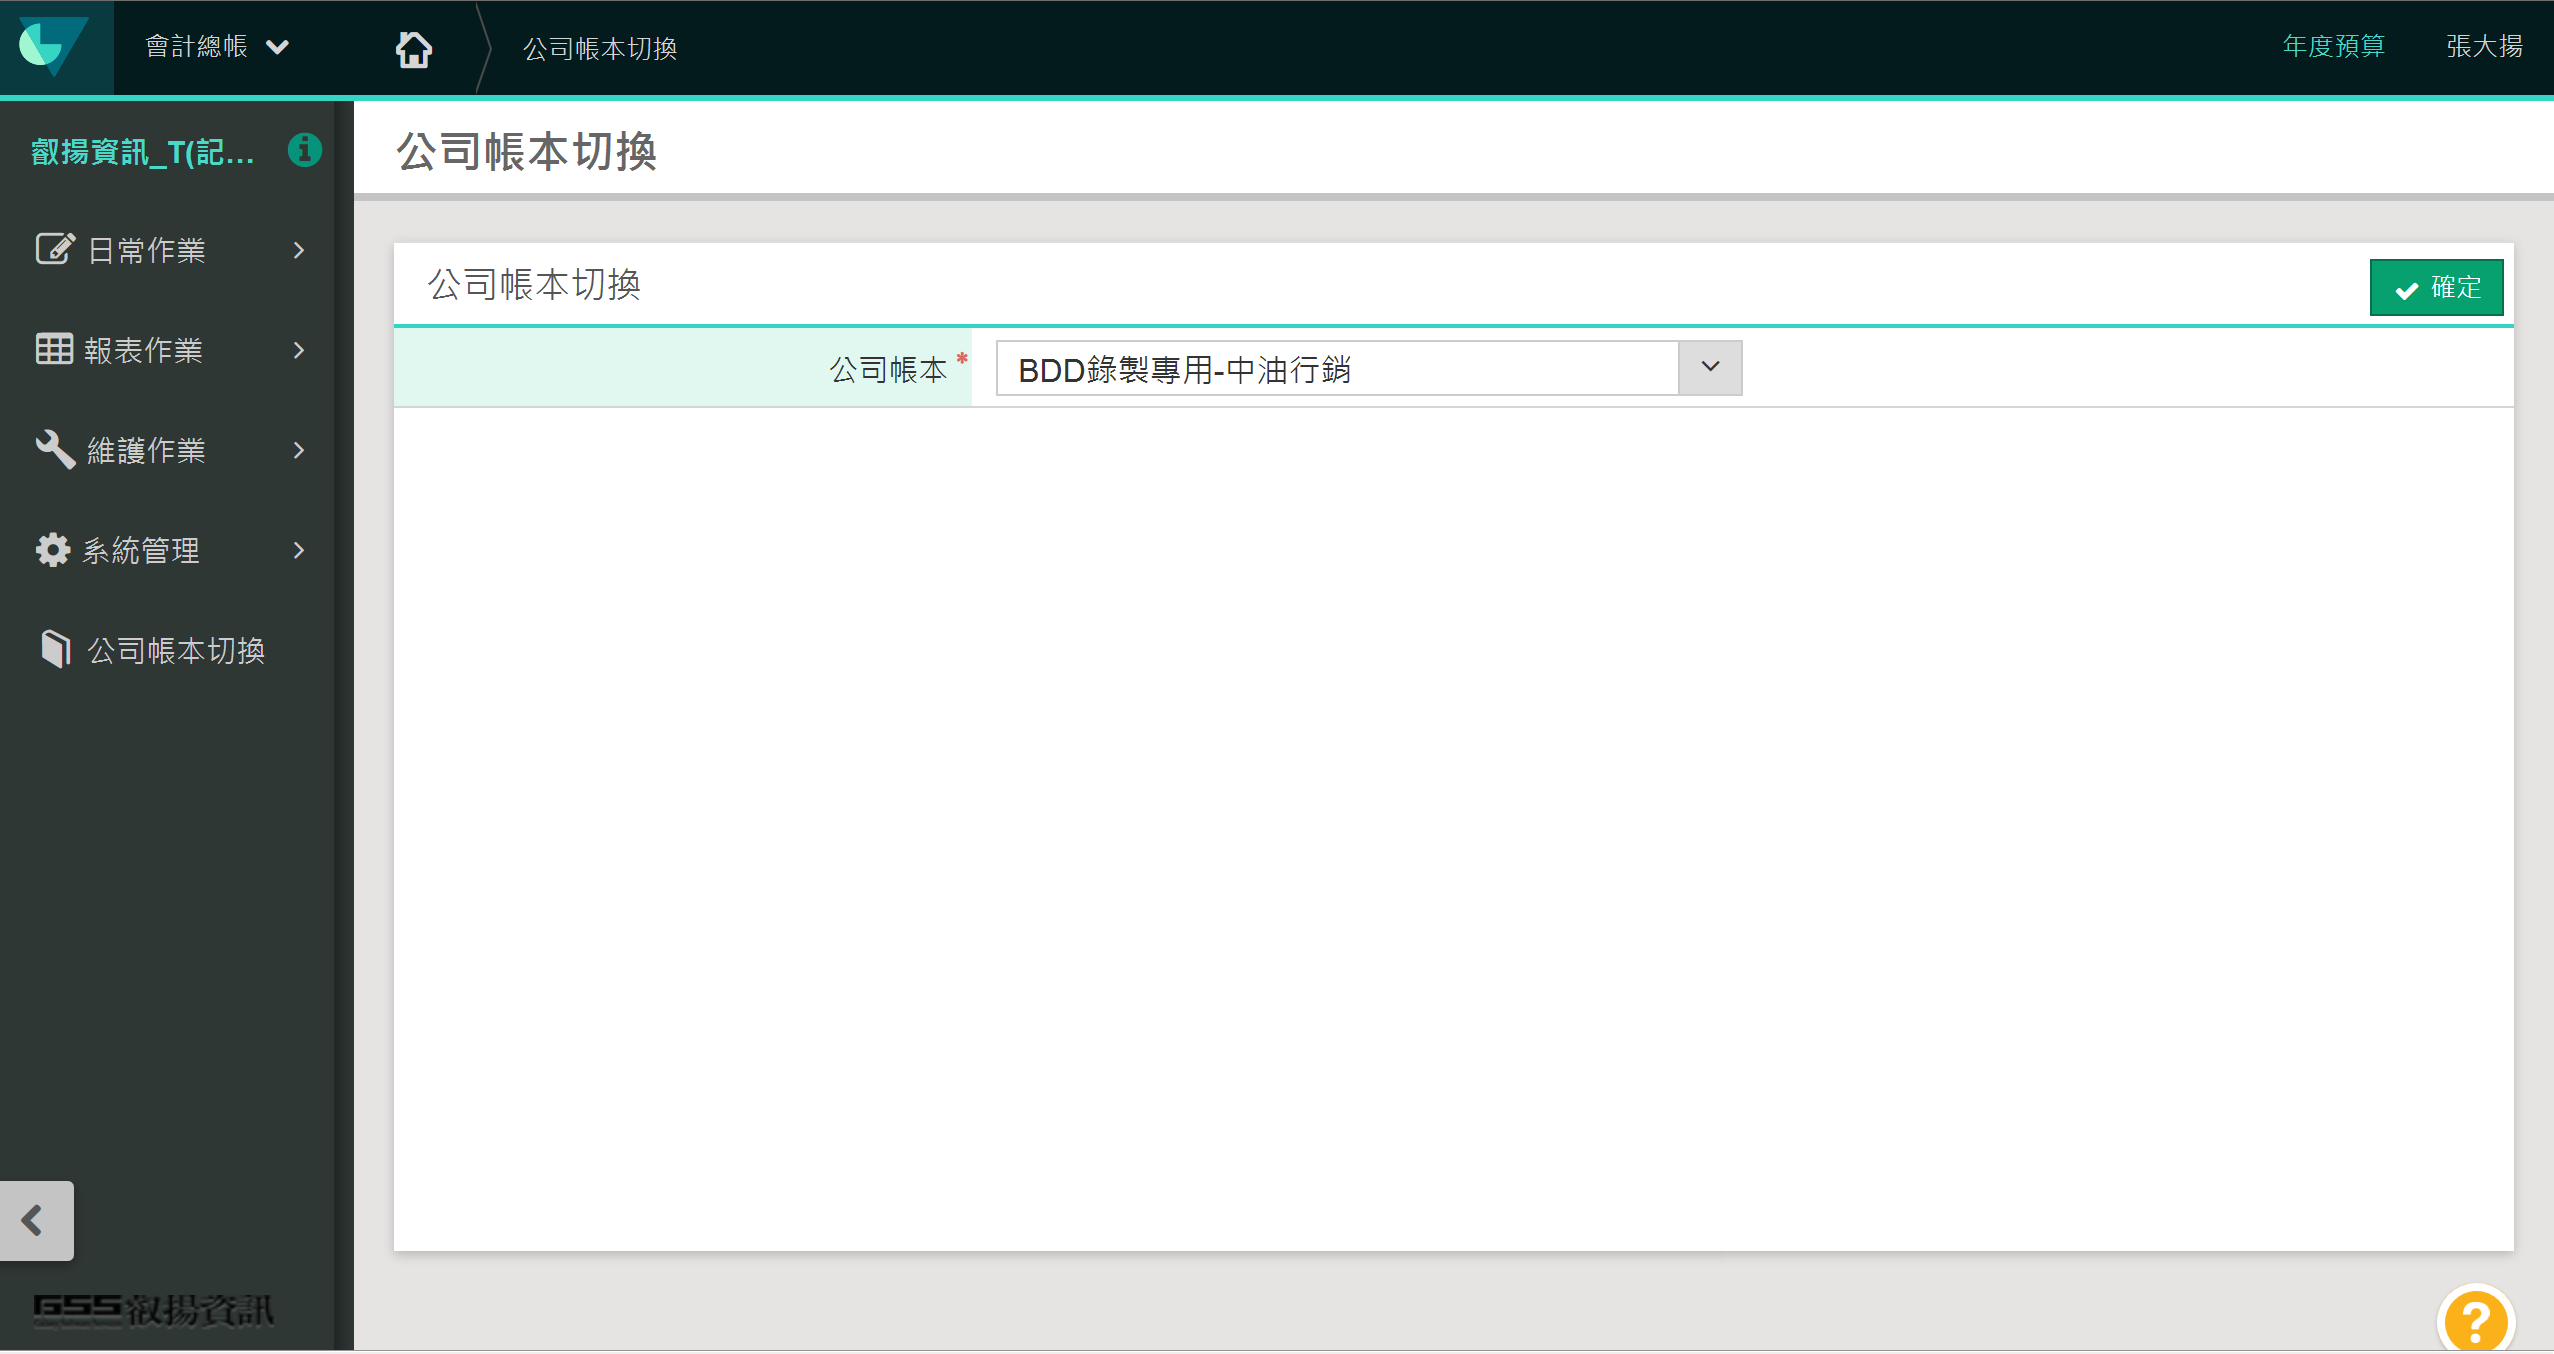 會計總帳
公司帳本切換
年度預算
張大揚
叡揚資訊_T(記...
日常作業
報表作業
維護作業
系統管理
公司帳本切換
GSS叡揚資訊
公司帳本切換
公司帳本切換
確定
公司帳本 *
BDD錄製專用-中油行銷
?